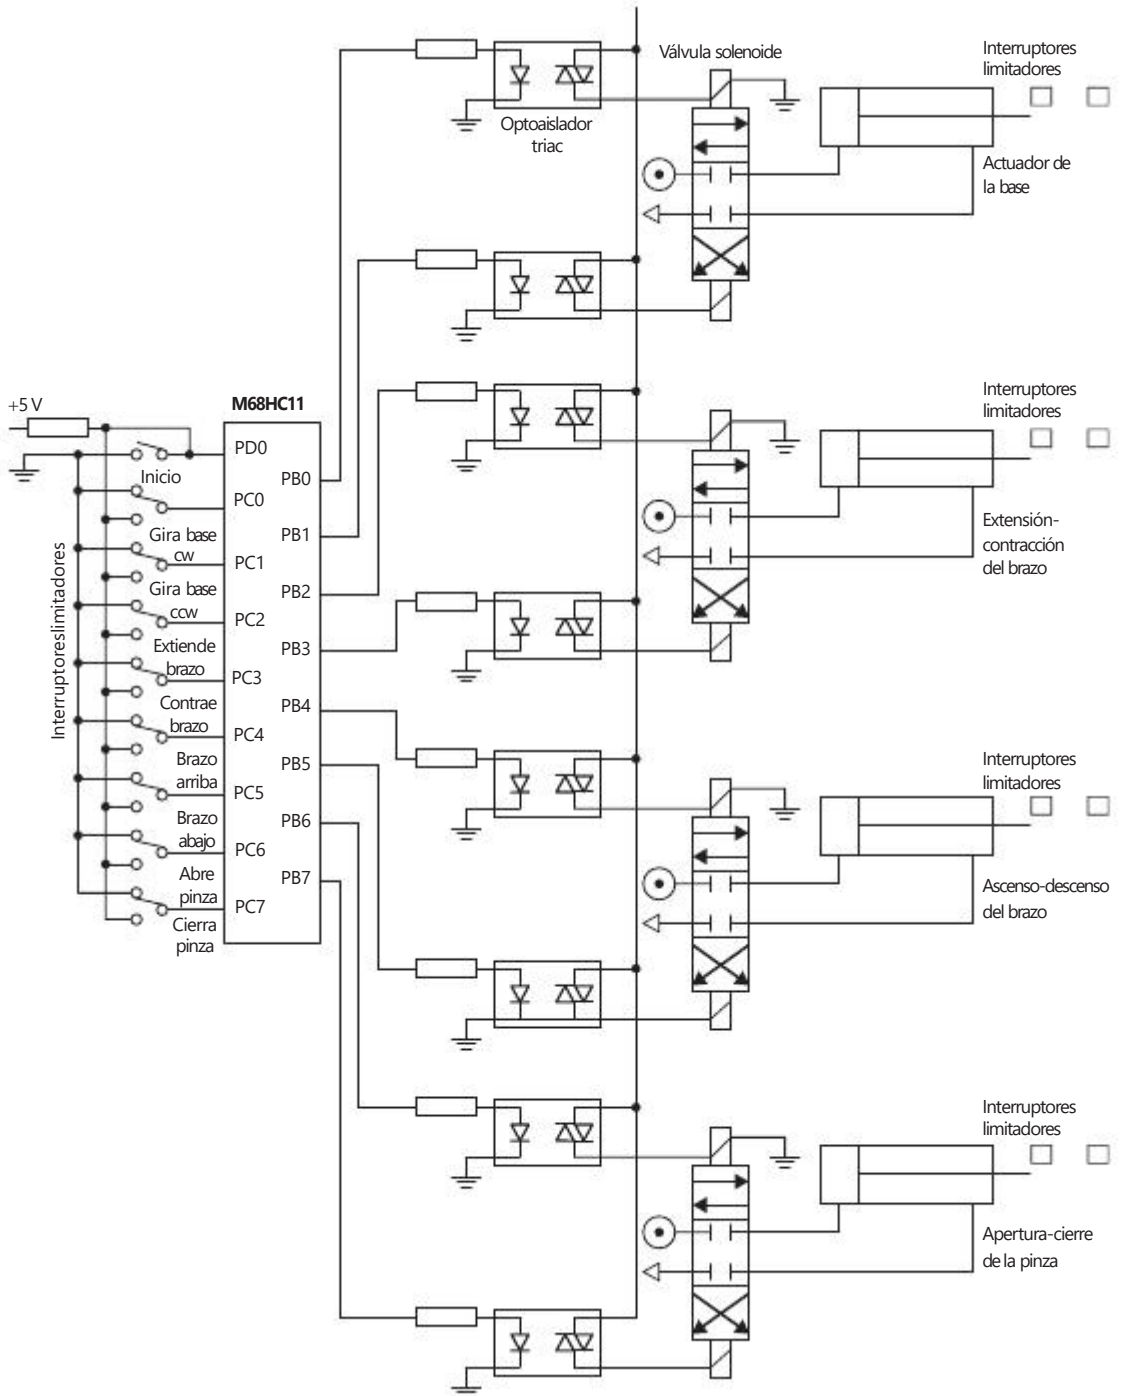 Válvula solenoide
Interruptores
limitadores
Optoaislador
triac
Actuador de
la base
Interruptores
limitadores
+5 V
M68HC11
PD0
Inicio
PB0
PC0
Gira base
cw
PB1
PC1
Extensión-
contracción
del brazo
Gira base
ccw
PB2
PC2
Extiende
brazo
PB3
PC3
Contrae
brazo
PB4
PC4
Brazo
arriba
PB5
PC5
Brazo
abajo
PB6
PC6
Abre
pinza
PB7
PC7
Cierra
pinza
Interruptoreslimitadores
Interruptores
limitadores
Ascenso-descenso
del brazo
Interruptores
limitadores
Apertura-cierre
de la pinza